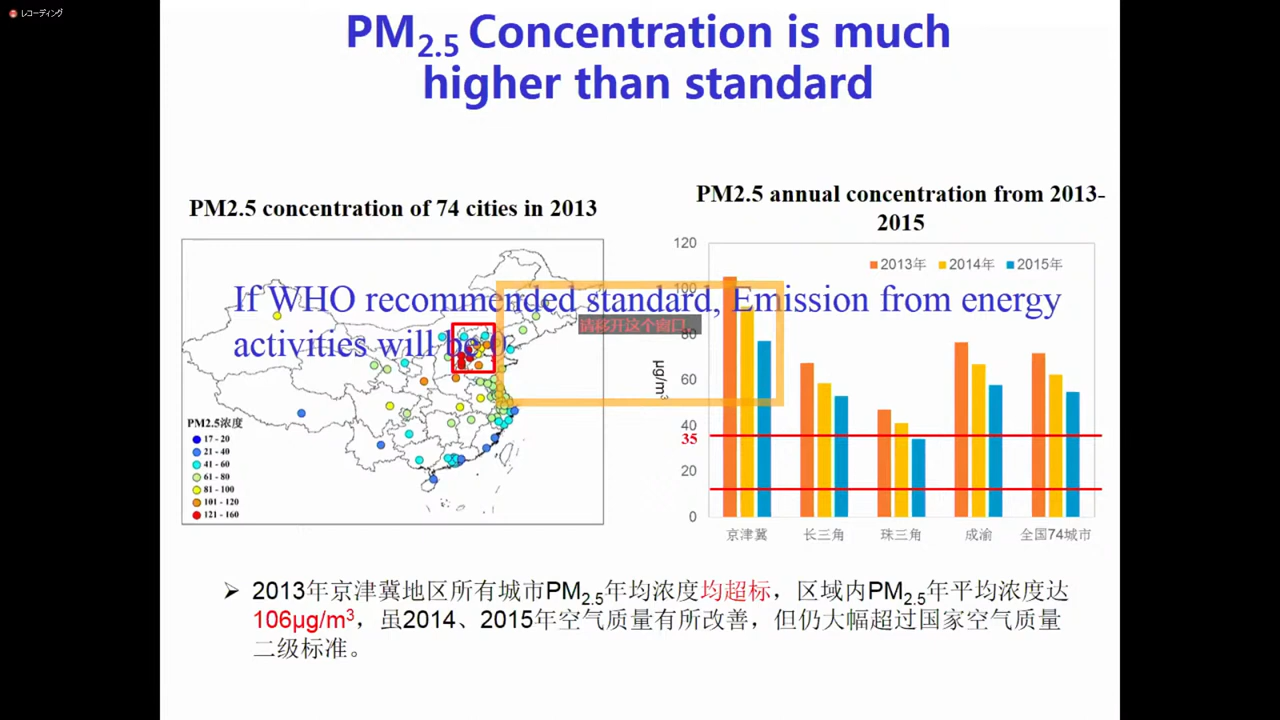 レコーディング
PM2.5 Concentration is much
higher than standard
PM2.5 concentration of 74 cities in 2013
PM2.5 annual concentration from 2013-
2015
If WHO recommended standard, Emission from energy
activities will be 0
请移开这个窗口
PM2.5浓度
17 - 20
21 - 40
41 - 60
61 - 80
81 - 100
101 - 120
121 - 160
2013年 2014年 2015年
120
100
80
60
40
35
20
0
μg/m3
京津冀 长三角 珠三角 成渝 全国74城市
➢ 2013年京津冀地区所有城市PM2.5年均浓度均超标，区域内PM2.5年平均浓度达
106μg/m3，虽2014、2015年空气质量有所改善，但仍大幅超过国家空气质量
二级标准。